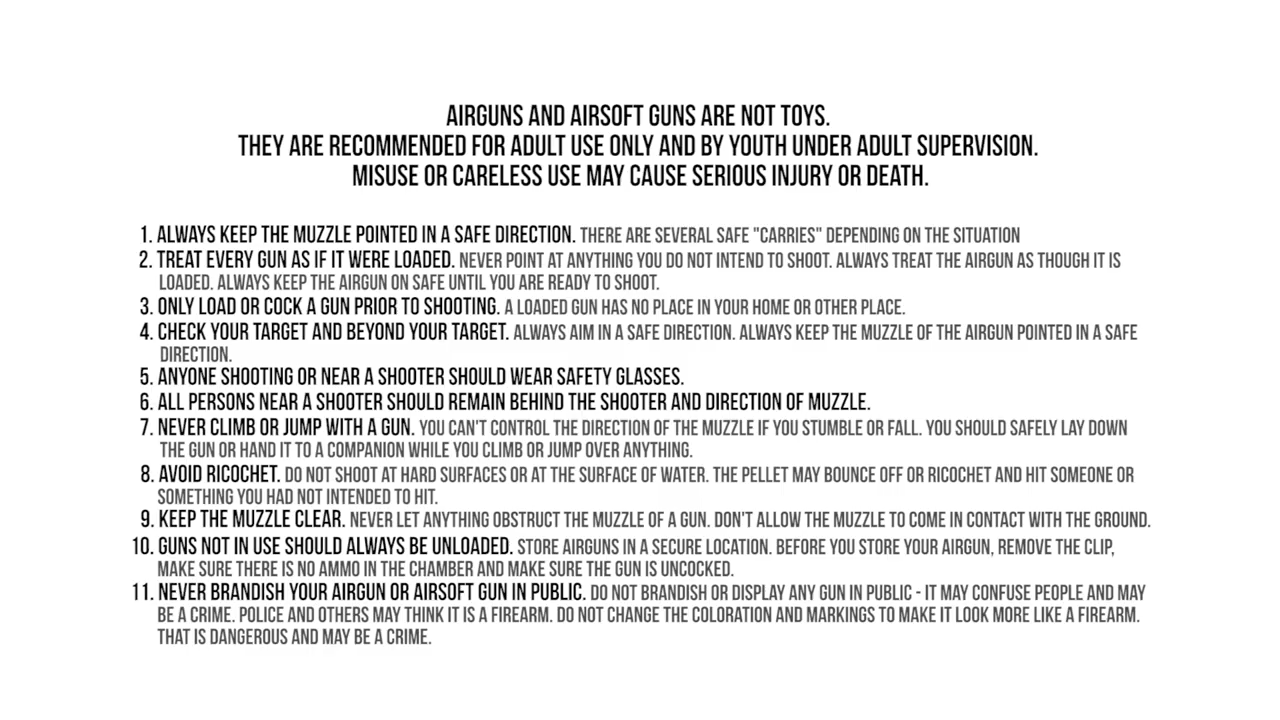 AIRGUNS AND AIRSOFT GUNS ARE NOT TOYS.
THEY ARE RECOMMENDED FOR ADULT USE ONLY AND BY YOUTH UNDER ADULT SUPERVISION.
MISUSE OR CARELESS USE MAY CAUSE SERIOUS INJURY OR DEATH.
1. ALWAYS KEEP THE MUZZLE POINTED IN A SAFE DIRECTION. THERE ARE SEVERAL SAFE "CARRIES" DEPENDING ON THE SITUATION
2. TREAT EVERY GUN AS IF IT WERE LOADED. NEVER POINT AT ANYTHING YOU DO NOT INTEND TO SHOOT. ALWAYS TREAT THE AIRGUN AS THOUGH IT IS
LOADED. ALWAYS KEEP THE AIRGUN ON SAFE UNTIL YOU ARE READY TO SHOOT.
3. ONLY LOAD OR COCK A GUN PRIOR TO SHOOTING. A LOADED GUN HAS NO PLACE IN YOUR HOME OR OTHER PLACE.
4. CHECK YOUR TARGET AND BEYOND YOUR TARGET. ALWAYS AIM IN A SAFE DIRECTION. ALWAYS KEEP THE MUZZLE OF THE AIRGUN POINTED IN A SAFE
DIRECTION.
5. ANYONE SHOOTING OR NEAR A SHOOTER SHOULD WEAR SAFETY GLASSES.
6. ALL PERSONS NEAR A SHOOTER SHOULD REMAIN BEHIND THE SHOOTER AND DIRECTION OF MUZZLE.
7. NEVER CLIMB OR JUMP WITH A GUN. YOU CAN'T CONTROL THE DIRECTION OF THE MUZZLE IF YOU STUMBLE OR FALL. YOU SHOULD SAFELY LAY DOWN
THE GUN OR HAND IT TO A COMPANION WHILE YOU CLIMB OR JUMP OVER ANYTHING.
8. AVOID RICOCHET. DO NOT SHOOT AT HARD SURFACES OR AT THE SURFACE OF WATER. THE PELLET MAY BOUNCE OFF OR RICOCHET AND HIT SOMEONE OR
SOMETHING YOU HAD NOT INTENDED TO HIT.
9. KEEP THE MUZZLE CLEAR. NEVER LET ANYTHING OBSTRUCT THE MUZZLE OF A GUN. DON'T ALLOW THE MUZZLE TO COME IN CONTACT WITH THE GROUND.
10. GUNS NOT IN USE SHOULD ALWAYS BE UNLOADED. STORE AIRGUNS IN A SECURE LOCATION. BEFORE YOU STORE YOUR AIRGUN, REMOVE THE CLIP,
MAKE SURE THERE IS NO AMMO IN THE CHAMBER AND MAKE SURE THE GUN IS UNCOCKED.
11. NEVER BRANDISH YOUR AIRGUN OR AIRSOFT GUN IN PUBLIC. DO NOT BRANDISH OR DISPLAY ANY GUN IN PUBLIC - IT MAY CONFUSE PEOPLE AND MAY
BE A CRIME. POLICE AND OTHERS MAY THINK IT IS A FIREARM. DO NOT CHANGE THE COLORATION AND MARKINGS TO MAKE IT LOOK MORE LIKE A FIREARM.
THAT IS DANGEROUS AND MAY BE A CRIME.